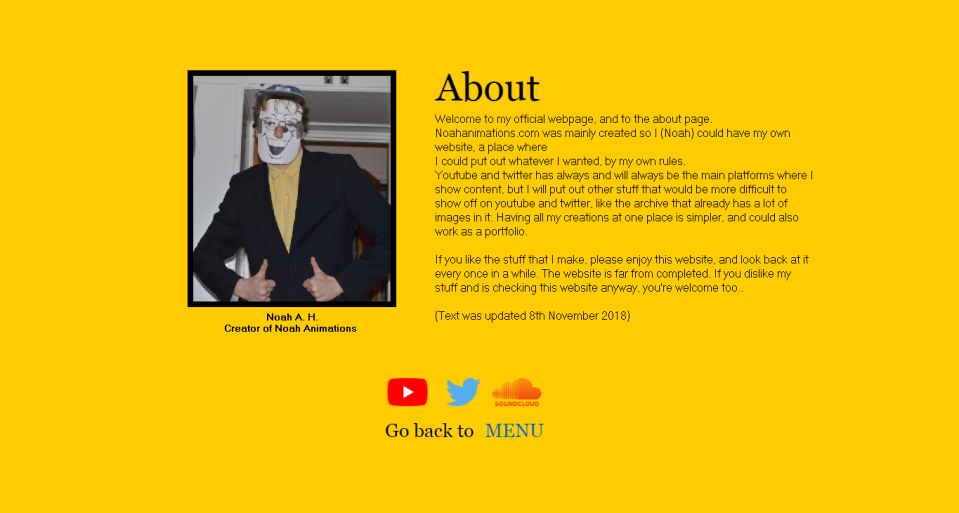 About
Welcome to my official webpage, and to the about page.
Noahanimations.com was mainly created so I (Noah) could have my own
website, a place where
I could put out whatever I wanted, by my own rules.
Youtube and twitter has always and will always be the main platforms where I
show content, but I will put out other stuff that would be more difficult to
show off on youtube and twitter, like the archive that already has a lot of
images in it. Having all my creations at one place is simpler, and could also
work as a portfolio.
If you like the stuff that I make, please enjoy this website, and look back at it
every once in a while. The website is far from completed. If you dislike my
stuff and is checking this website anyway, you're welcome too..
(Text was updated 8th November 2018)
Noah A. H.
Creator of Noah Animations
SOUNDCLOUD
Go back to MENU